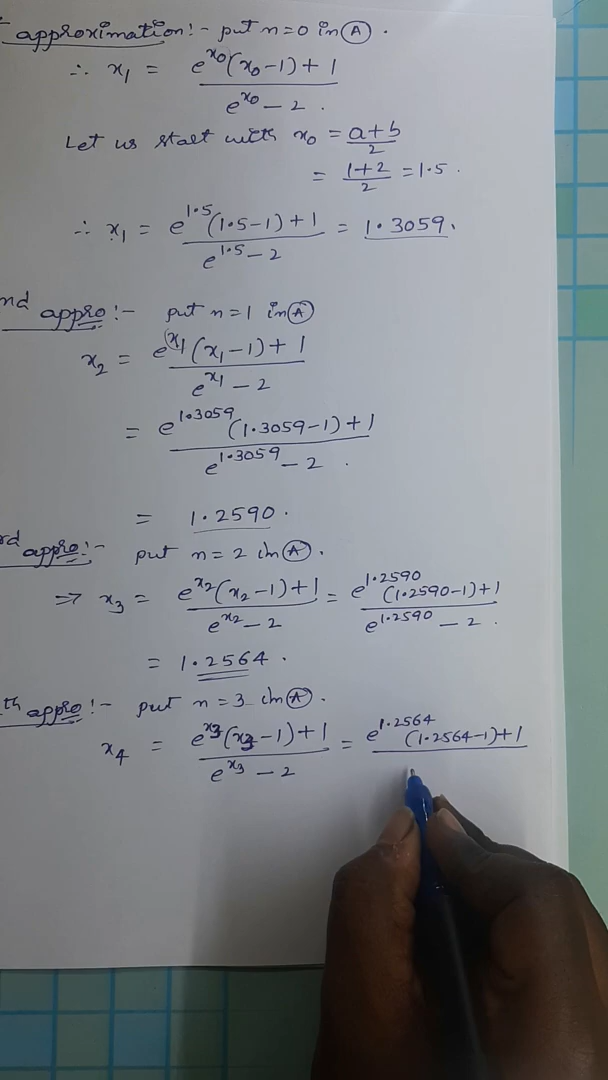 approximation:- put n=0 in Ⓐ.
∴ x₁ = e^x₀(x₀-1)+1 / e^x₀ - 2.
Let us start with x₀ = a+b / 2
= 1+2 / 2 = 1.5.
∴ x₁ = e^1.5(1.5-1)+1 / e^1.5 - 2 = 1.3059.
nd appro:- put n=1 in Ⓐ
x₂ = e^x₁(x₁-1)+1 / e^x₁ - 2
= e^1.3059(1.3059-1)+1 / e^1.3059 - 2.
= 1.2590.
rd appro:- put n=2 in Ⓐ.
⇒ x₃ = e^x₂(x₂-1)+1 / e^x₂ - 2 = e^1.2590(1.2590-1)+1 / e^1.2590 - 2.
= 1.2564.
th appro:- put n=3 in Ⓐ.
x₄ = e^x₃(x₃-1)+1 / e^x₃ - 2 = e^1.2564(1.2564-1)+1